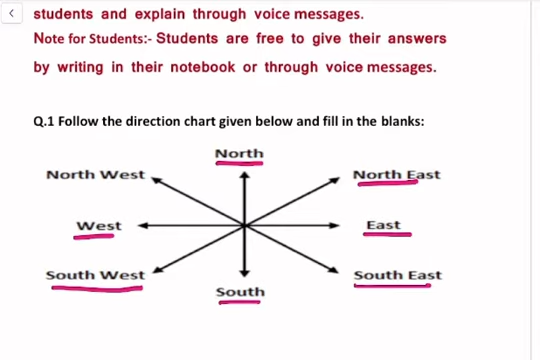 students and explain through voice messages.
Note for Students:- Students are free to give their answers
by writing in their notebook or through voice messages.
Q.1 Follow the direction chart given below and fill in the blanks:
North
North West
North East
West
East
South West
South East
South